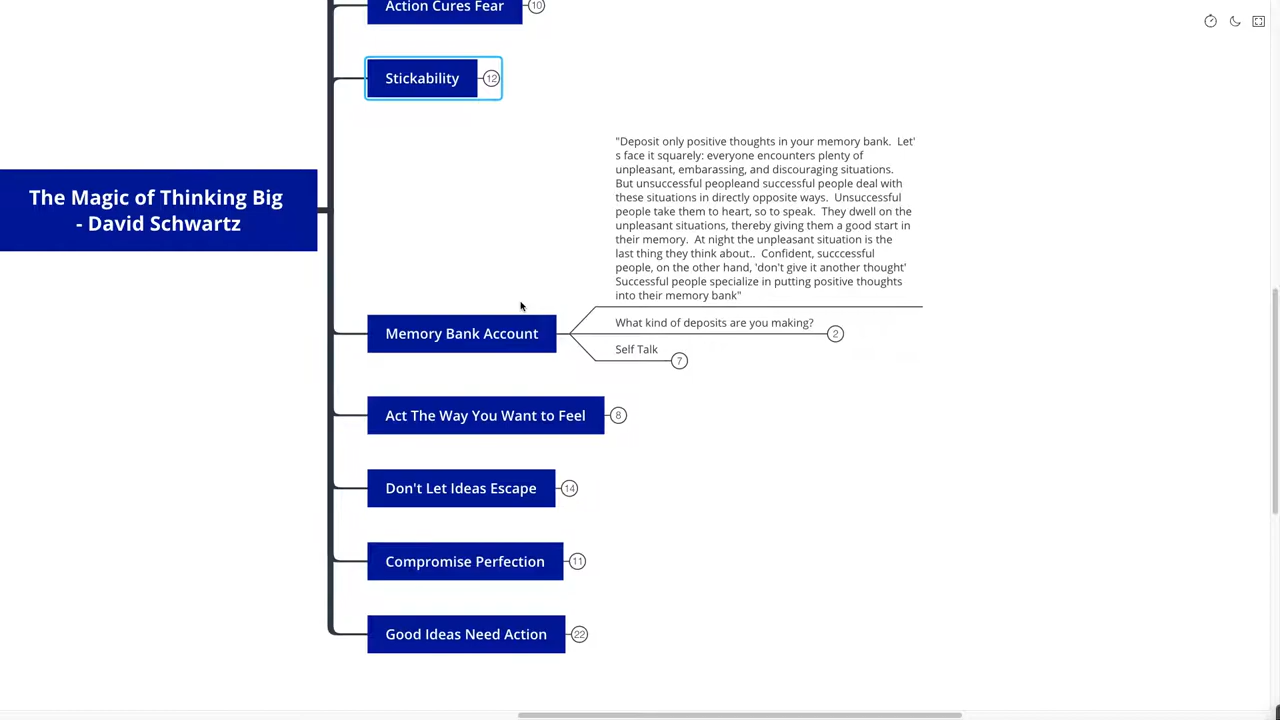 Action Cures Fear
10
Stickability
12
The Magic of Thinking Big
- David Schwartz
"Deposit only positive thoughts in your memory bank.  Let'
s face it squarely: everyone encounters plenty of
unpleasant, embarassing, and discouraging situations.
But unsuccessful peopleand successful people deal with
these situations in directly opposite ways.  Unsuccessful
people take them to heart, so to speak.  They dwell on the
unpleasant situations, thereby giving them a good start in
their memory.  At night the unpleasant situation is the
last thing they think about..  Confident, succcessful
people, on the other hand, 'don't give it another thought'
Successful people specialize in putting positive thoughts
into their memory bank"
Memory Bank Account
What kind of deposits are you making?
2
Self Talk
7
Act The Way You Want to Feel
8
Don't Let Ideas Escape
14
Compromise Perfection
11
Good Ideas Need Action
22